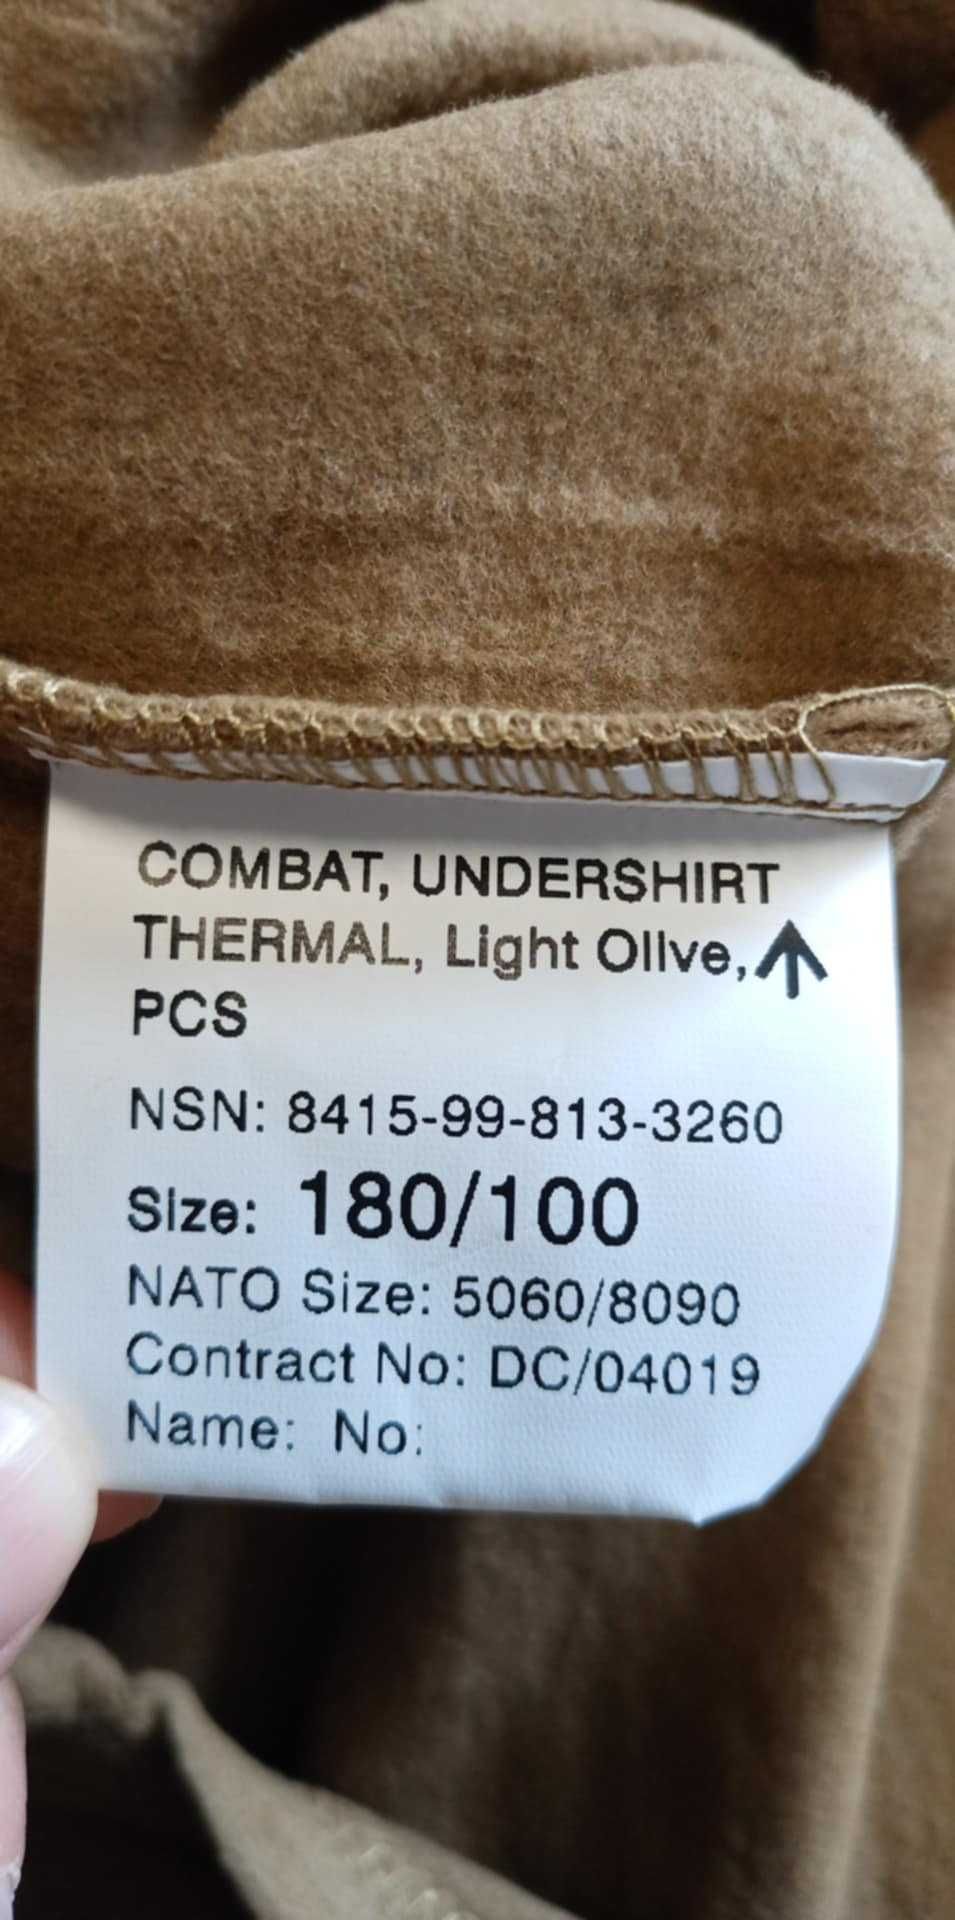 COMBAT, UNDERSHIRT
THERMAL, Light Olive,
PCS
NSN: 8415-99-813-3260
Size: 180/100
NATO Size: 5060/8090
Contract No: DC/04019
Name: No: